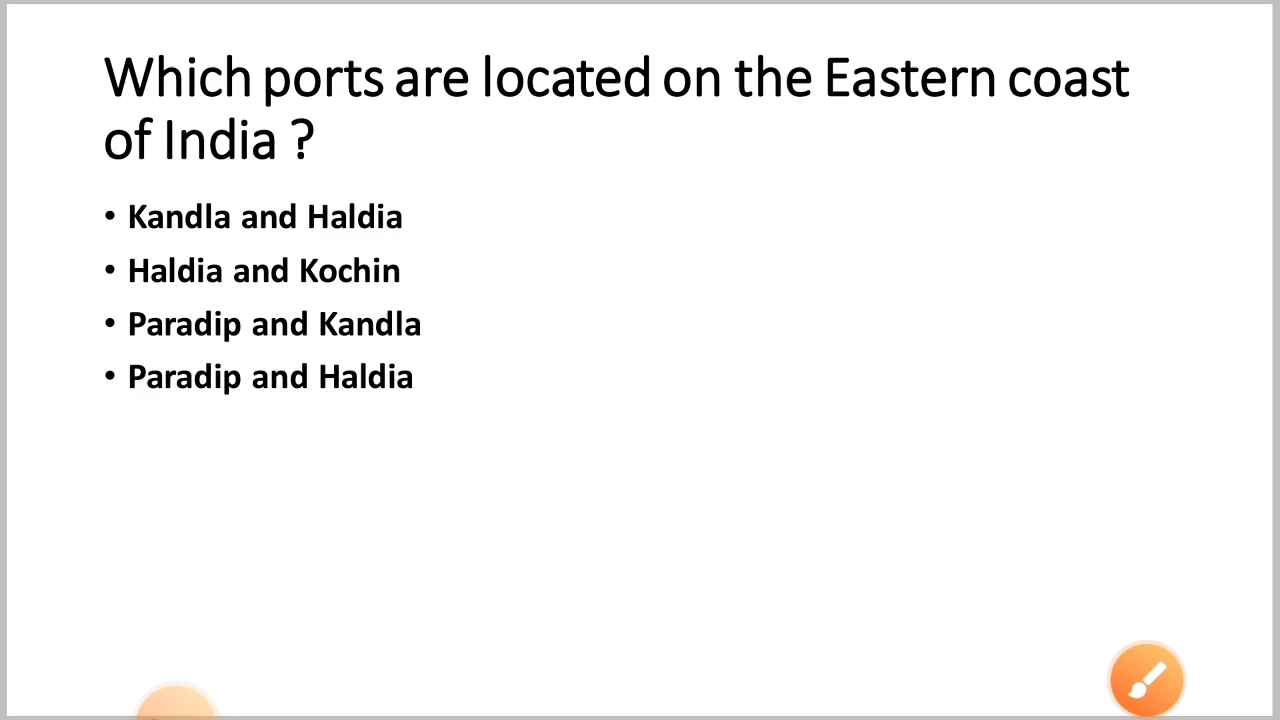 Which ports are located on the Eastern coast
of India ?
• Kandla and Haldia
• Haldia and Kochin
• Paradip and Kandla
• Paradip and Haldia